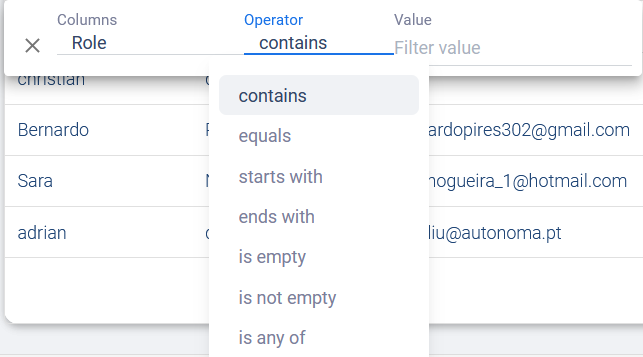 Columns Operator Value
Role contains Filter value
christian
contains
Bernardo ardopires302@gmail.com
equals
starts with
Sara nogueira_1@hotmail.com
ends with
adrian liu@autonoma.pt
is empty
is not empty
is any of